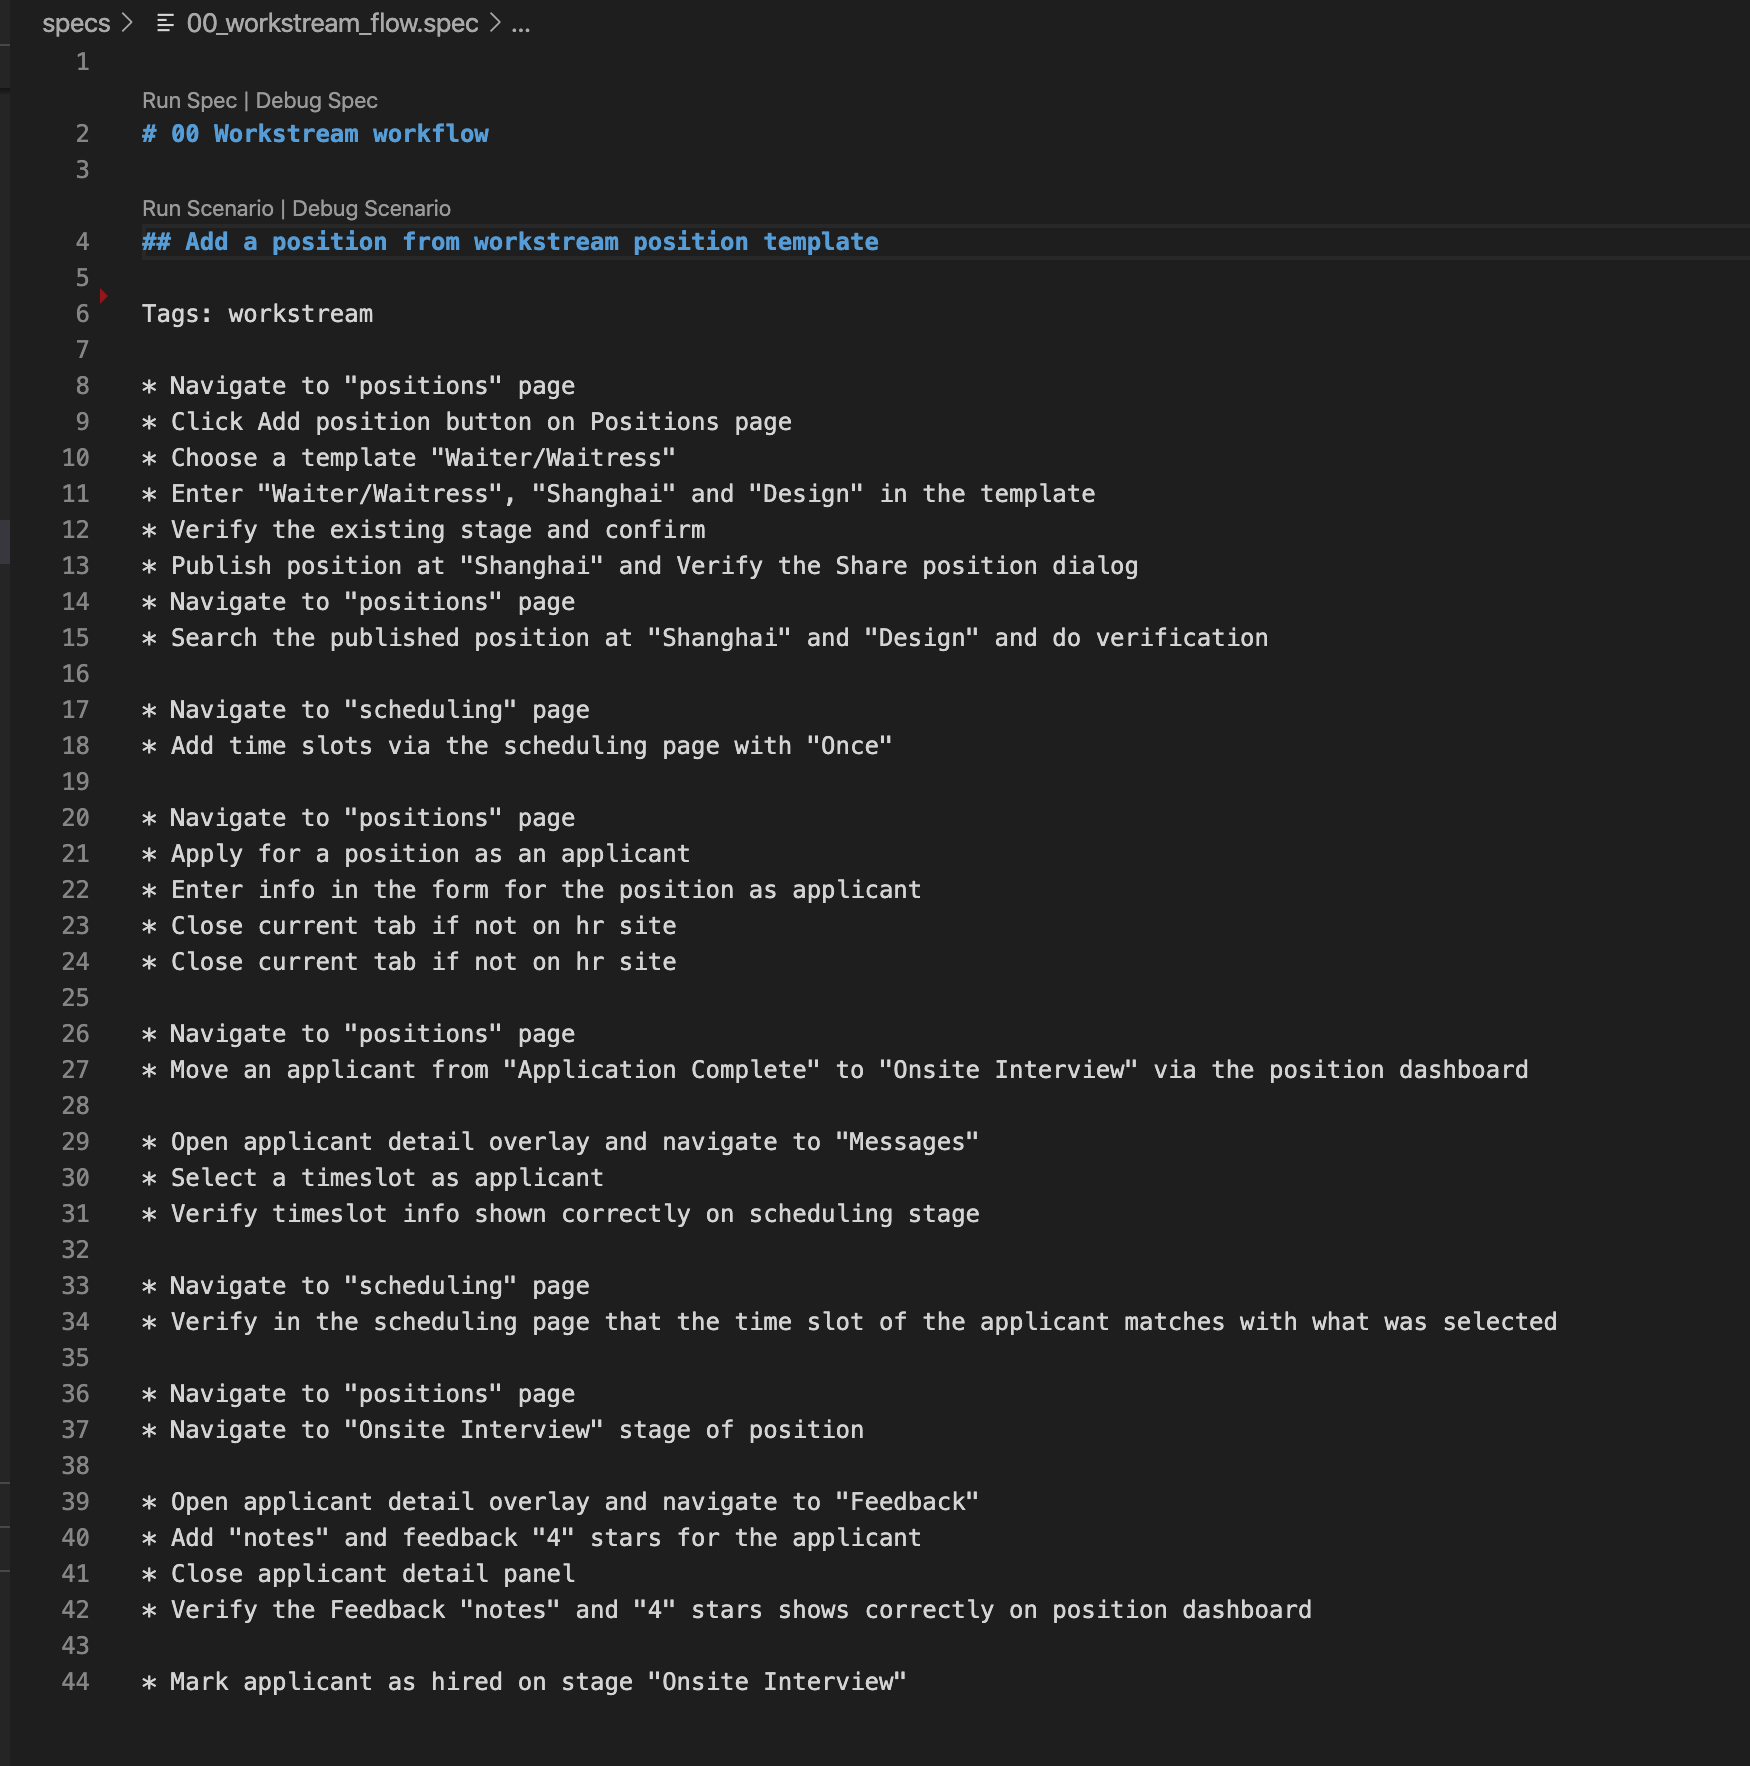 specs > 00_workstream_flow.spec > ...
1
Run Spec | Debug Spec
2 # 00 Workstream workflow
3
Run Scenario | Debug Scenario
4 ## Add a position from workstream position template
5
6 Tags: workstream
7
8 * Navigate to "positions" page
9 * Click Add position button on Positions page
10 * Choose a template "Waiter/Waitress"
11 * Enter "Waiter/Waitress", "Shanghai" and "Design" in the template
12 * Verify the existing stage and confirm
13 * Publish position at "Shanghai" and Verify the Share position dialog
14 * Navigate to "positions" page
15 * Search the published position at "Shanghai" and "Design" and do verification
16
17 * Navigate to "scheduling" page
18 * Add time slots via the scheduling page with "Once"
19
20 * Navigate to "positions" page
21 * Apply for a position as an applicant
22 * Enter info in the form for the position as applicant
23 * Close current tab if not on hr site
24 * Close current tab if not on hr site
25
26 * Navigate to "positions" page
27 * Move an applicant from "Application Complete" to "Onsite Interview" via the position dashboard
28
29 * Open applicant detail overlay and navigate to "Messages"
30 * Select a timeslot as applicant
31 * Verify timeslot info shown correctly on scheduling stage
32
33 * Navigate to "scheduling" page
34 * Verify in the scheduling page that the time slot of the applicant matches with what was selected
35
36 * Navigate to "positions" page
37 * Navigate to "Onsite Interview" stage of position
38
39 * Open applicant detail overlay and navigate to "Feedback"
40 * Add "notes" and feedback "4" stars for the applicant
41 * Close applicant detail panel
42 * Verify the Feedback "notes" and "4" stars shows correctly on position dashboard
43
44 * Mark applicant as hired on stage "Onsite Interview"